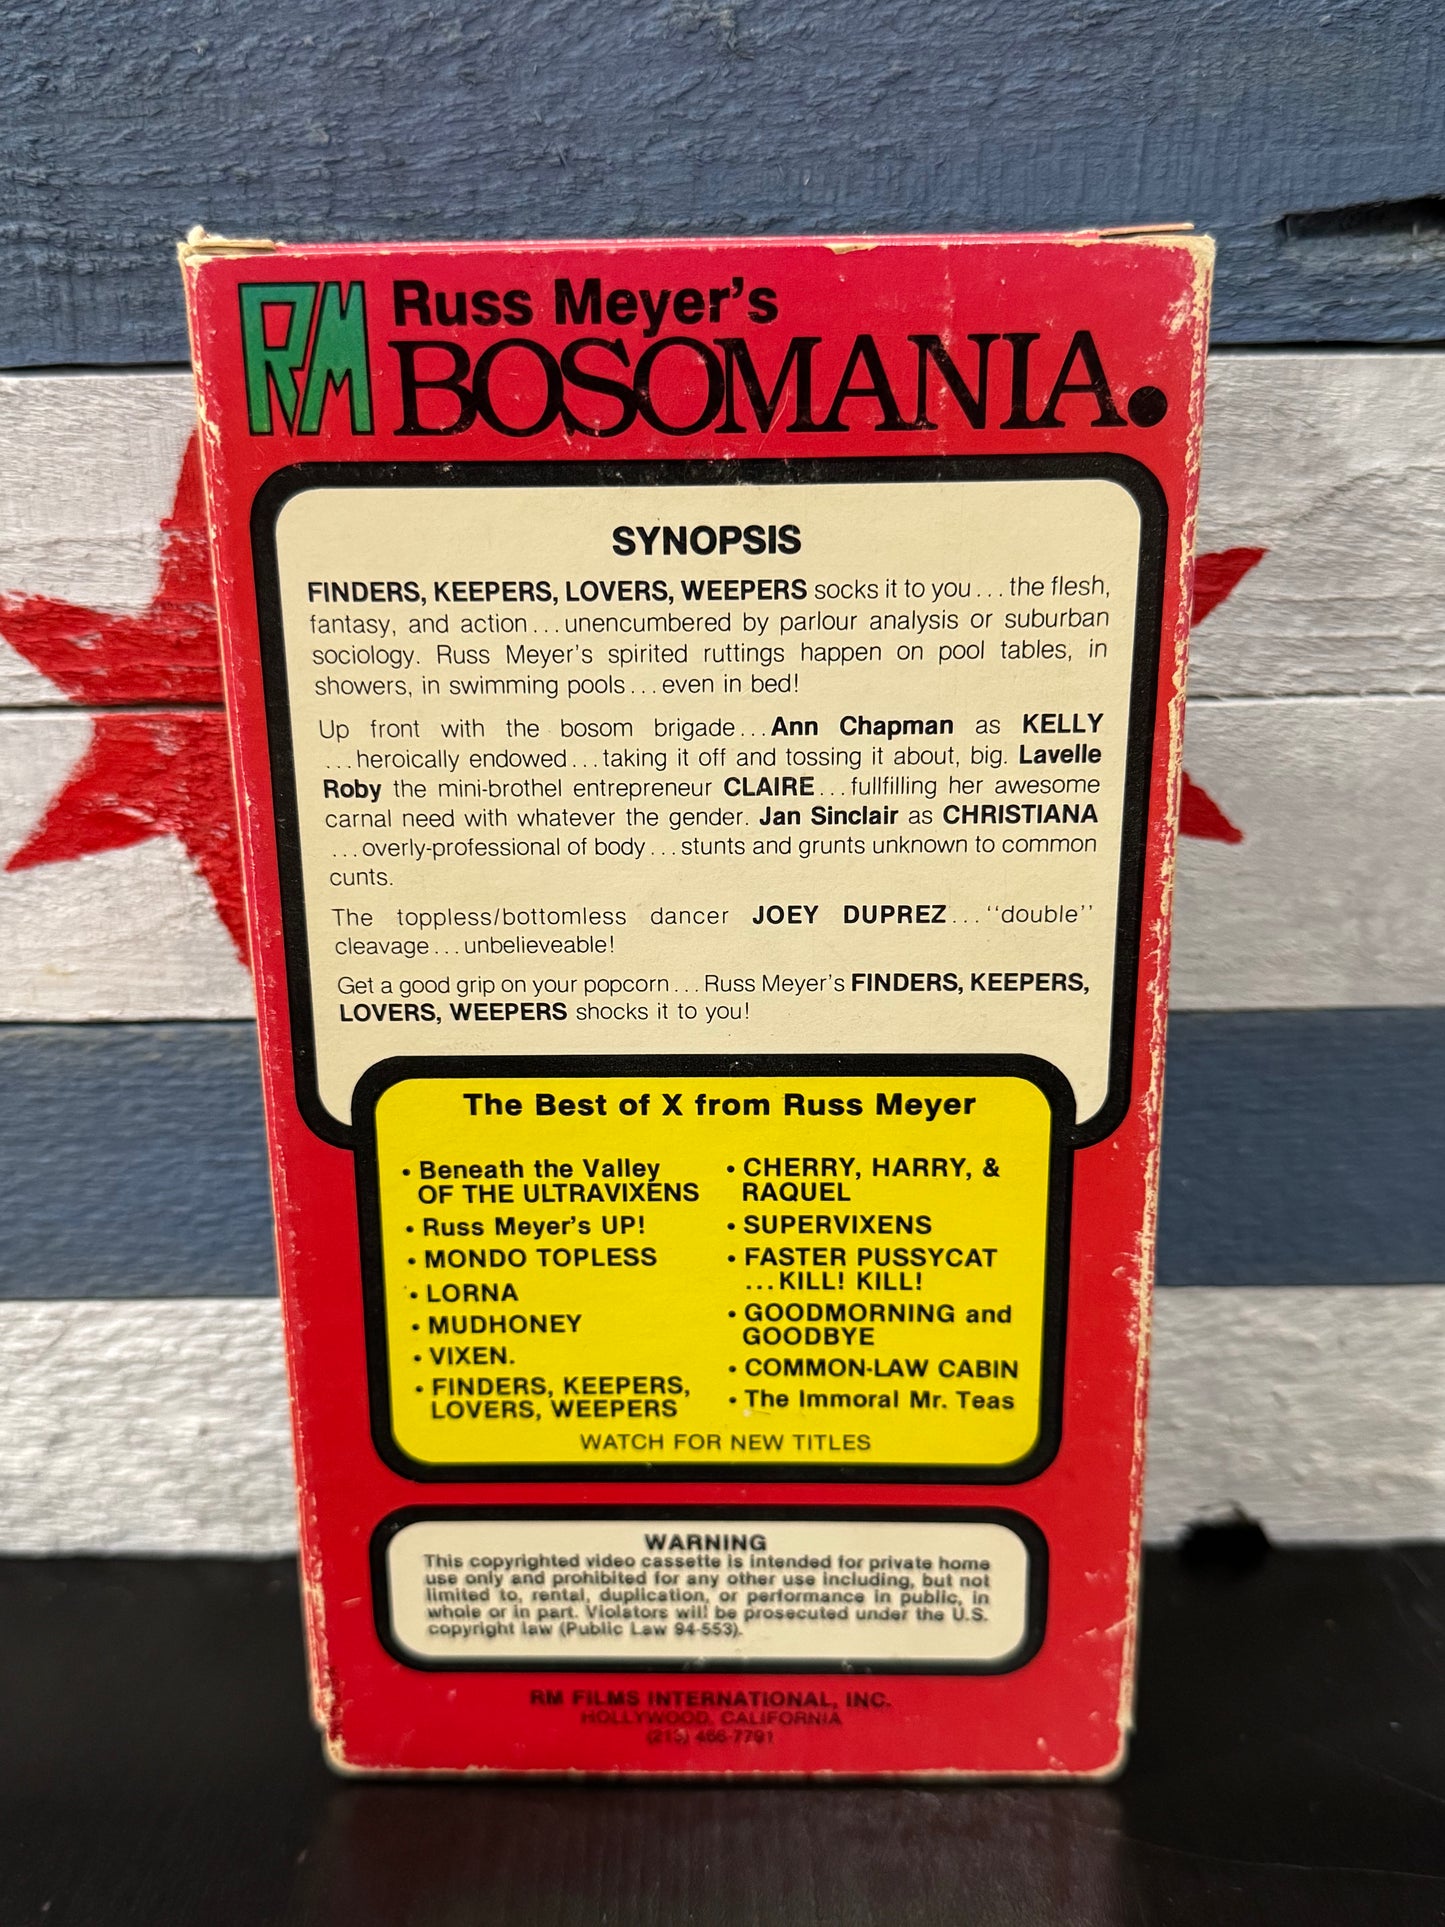 RM Russ Meyer's
BOSOMANIA.
SYNOPSIS
FINDERS, KEEPERS, LOVERS, WEEPERS socks it to you...the flesh,
fantasy, and action...unencumbered by parlour analysis or suburban
sociology. Russ Meyer's spirited ruttings happen on pool tables, in
showers, in swimming pools...even in bed!
Up front with the bosom brigade...Ann Chapman as KELLY
...heroically endowed...taking it off and tossing it about, big. Lavelle
Roby the mini-brothel entrepreneur CLAIRE...fullfilling her awesome
carnal need with whatever the gender. Jan Sinclair as CHRISTIANA
...overly-professional of body...stunts and grunts unknown to common
cunts.
The toppless/bottomless dancer JOEY DUPREZ...''double''
cleavage...unbelieveable!
Get a good grip on your popcorn...Russ Meyer's FINDERS, KEEPERS,
LOVERS, WEEPERS shocks it to you!
The Best of X from Russ Meyer
• Beneath the Valley
OF THE ULTRAVIXENS
• Russ Meyer's UP!
• MONDO TOPLESS
• LORNA
• MUDHONEY
• VIXEN.
• FINDERS, KEEPERS,
LOVERS, WEEPERS
• CHERRY, HARRY, &
RAQUEL
• SUPERVIXENS
• FASTER PUSSYCAT
...KILL! KILL!
• GOODMORNING and
GOODBYE
• COMMON-LAW CABIN
• The Immoral Mr. Teas
WATCH FOR NEW TITLES
WARNING
This copyrighted video cassette is intended for private home
use only and prohibited for any other use including, but not
limited to, rental, duplication, or performance in public, in
whole or in part. Violators will be prosecuted under the U.S.
copyright law (Public Law 94-553).
RM FILMS INTERNATIONAL, INC.
HOLLYWOOD, CALIFORNIA
(213) 466-7791